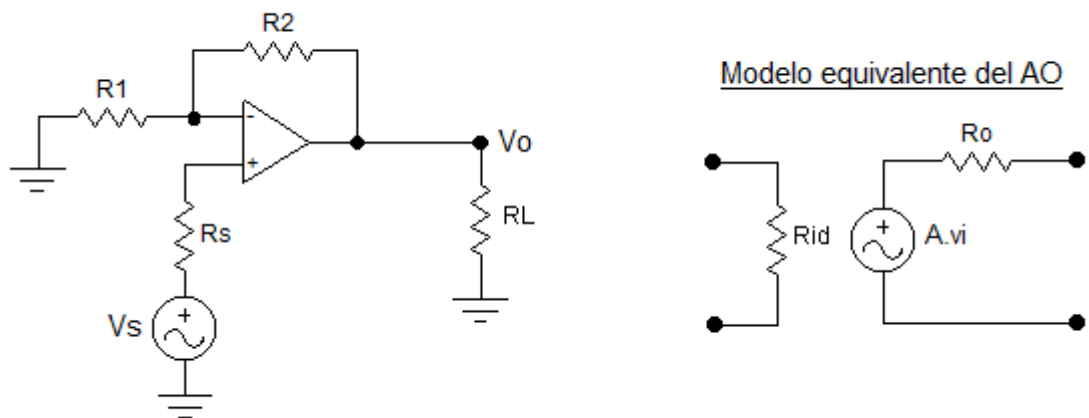 R2
R1
-
+
Vo
Rs
RL
+
Vs
Modelo equivalente del AO
Ro
Rid
+
A.vi